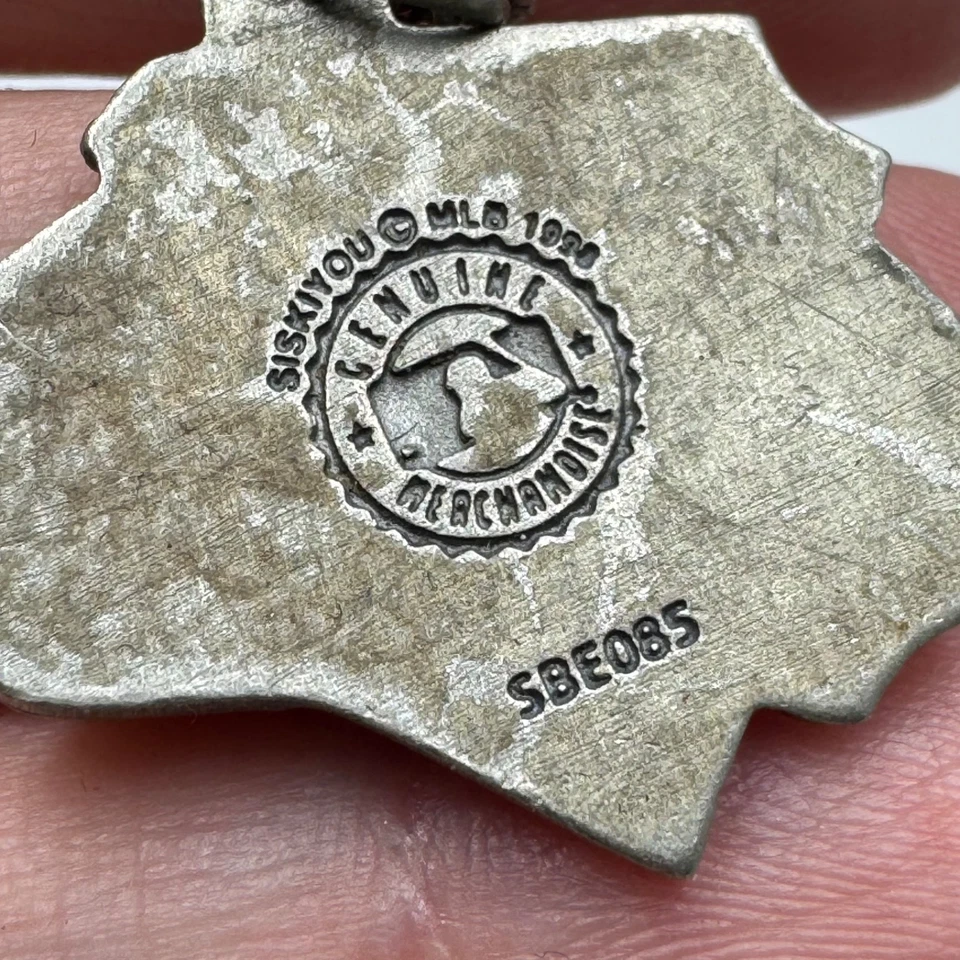 SISKIYOU © MLB
GENUINE
MERCHANDISE
SBE085